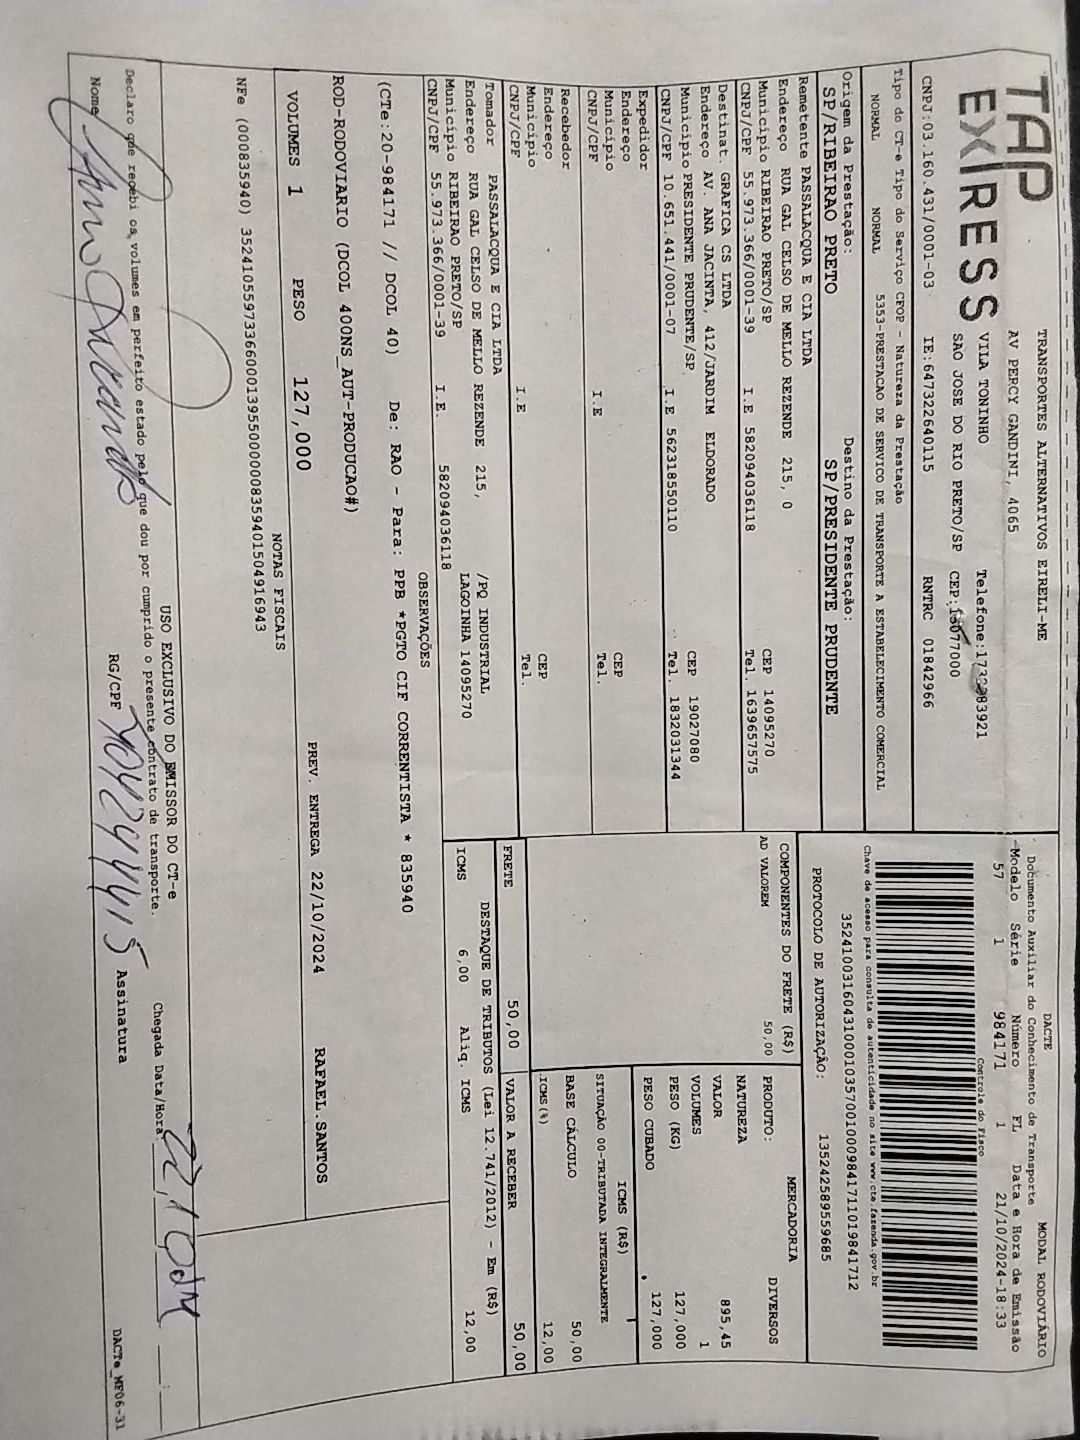 TAP
EXPRESS
TRANSPORTES ALTERNATIVOS EIRELI-ME
AV PERCY GANDINI, 4065
VILA TONINHO
SAO JOSE DO RIO PRETO/SP CEP:15077000
CNPJ:03.160.431/0001-03 IE:647322640115 RNTRC 01842966
Tipo do CT-e Tipo do Serviço CFOP - Natureza da Prestação
NORMAL NORMAL 5353-PRESTACAO DE SERVICO DE TRANSPORTE A ESTABELECIMENTO COMERCIAL
Origem da Prestação: Destino da Prestação:
SP/RIBEIRAO PRETO SP/PRESIDENTE PRUDENTE
Remetente PASSALACQUA E CIA LTDA
Endereço RUA GAL CELSO DE MELLO REZENDE 215, 0
Município RIBEIRAO PRETO/SP CEP 14095270
CNPJ/CPF 55.973.366/0001-39 I.E 582094036118 Tel. 1639657575
Destinat. GRAFICA CS LTDA
Endereço AV. ANA JACINTA, 412/JARDIM ELDORADO
Município PRESIDENTE PRUDENTE/SP CEP 19027080
CNPJ/CPF 10.651.441/0001-07 I.E 562318550110 Tel. 1832031344
Expedidor
Endereço
Município CEP
CNPJ/CPF I.E Tel.
Recebedor
Endereço
Município CEP
CNPJ/CPF I.E Tel.
Tomador PASSALACQUA E CIA LTDA
Endereço RUA GAL CELSO DE MELLO REZENDE 215, /PQ INDUSTRIAL
Município RIBEIRAO PRETO/SP LAGOINHA 14095270
CNPJ/CPF 55.973.366/0001-39 I.E. 582094036118
OBSERVAÇÕES
(CTe:20-984171 // DCOL 40) De: RAO - Para: PPB *PGTO CIF CORRENTISTA * 835940
ROD-RODOVIARIO (DCOL 400NS_AUT-PRODUCAO#)
DACTE MODAL RODOVIÁRIO
Documento Auxiliar do Conhecimento de Transporte
Modelo Série Número FL Data e Hora de Emissão
57 1 984171 1 21/10/2024-18:33
Controle do Fisco
Chave de acesso para consulta de autenticidade no site www.cte.fazenda.gov.br
35241003160431000103570010009841711019841712
PROTOCOLO DE AUTORIZAÇÃO: 135242589559685
COMPONENTES DO FRETE (R$)
AD VALOREM 50,00
FRETE 50,00
MERCADORIA
PRODUTO: DIVERSOS
NATUREZA
VALOR 895,45
VOLUMES 1
PESO (KG) 127,000
PESO CUBADO 127,000
ICMS (R$)
SITUAÇÃO 00-TRIBUTADA INTEGRALMENTE
BASE CÁLCULO 50,00
ICMS(%) 12,00
VALOR A RECEBER 50,00
DESTAQUE DE TRIBUTOS (Lei 12.741/2012) - Em (R$)
ICMS 6,00 Aliq. ICMS 12,00
VOLUMES 1 PESO 127,000 PREV. ENTREGA 22/10/2024 RAFAEL.SANTOS
NOTAS FISCAIS
NFe (000835940) 35241055973366000139550000008359401504916943
USO EXCLUSIVO DO EMISSOR DO CT-e
Declaro que recebi os volumes em perfeito estado pelo que dou por cumprido o presente contrato de transporte.
Chegada Data/Hora
Nome RG/CPF Assinatura
DACTe_MF06-31